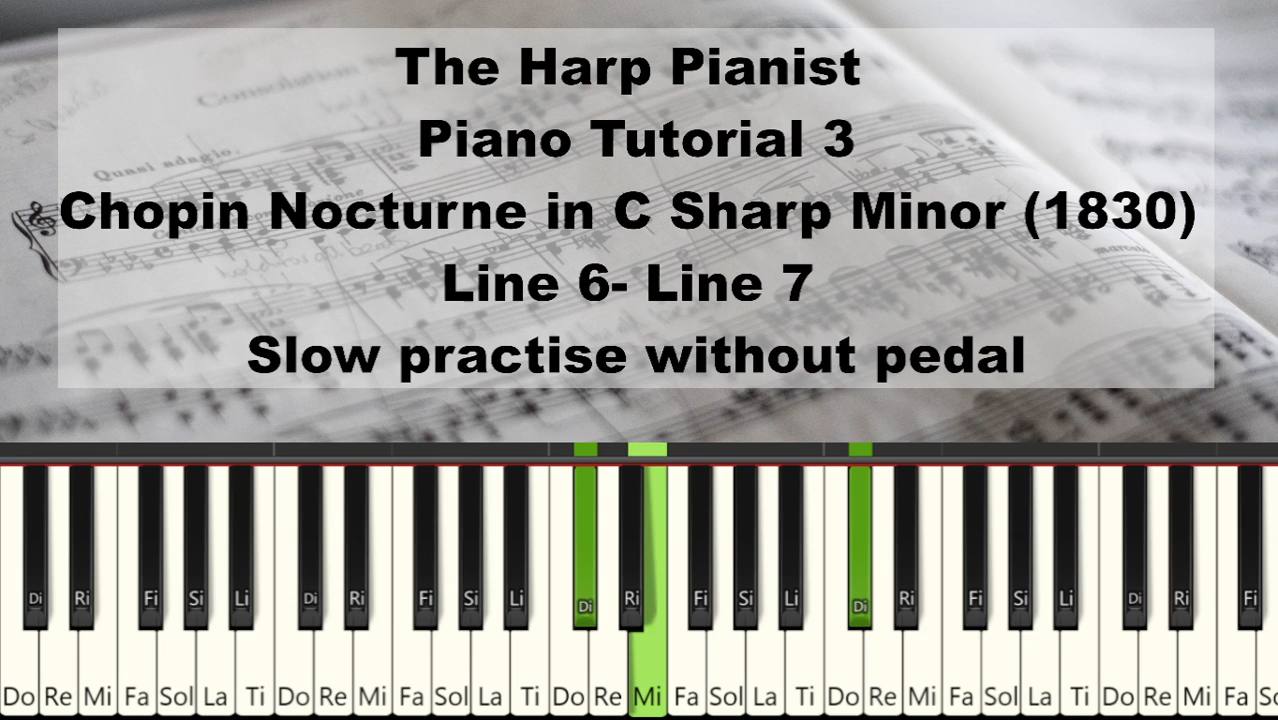 The Harp Pianist
Piano Tutorial 3
Chopin Nocturne in C Sharp Minor (1830)
Line 6- Line 7
Slow practise without pedal
Quasi adagio.
Di Ri Fi Si Li Di Ri Fi Si Li Di Ri Fi Si Li Di Ri Fi Si Li Di Ri Fi
Do Re Mi Fa Sol La Ti Do Re Mi Fa Sol La Ti Do Re Mi Fa Sol La Ti Do Re Mi Fa Sol La Ti Do Re Mi Fa